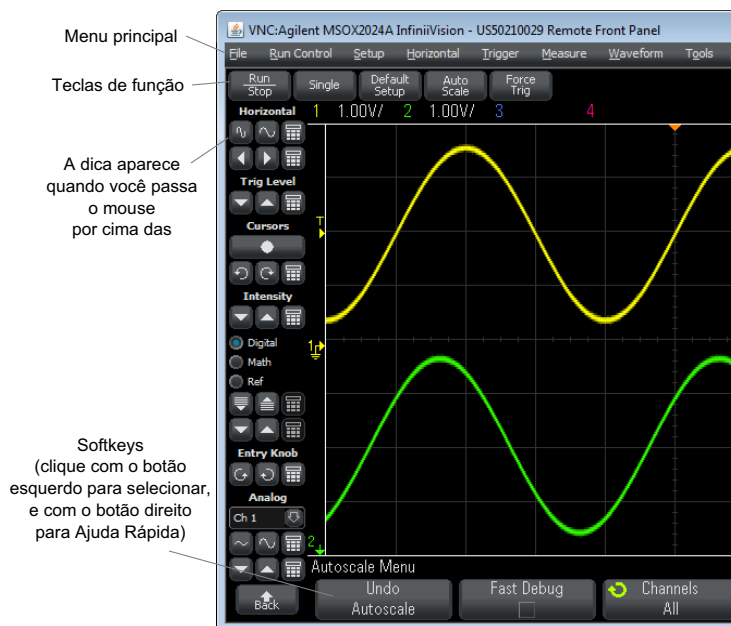 Menu principal
Teclas de função
A dica aparece
quando você passa
o mouse
por cima das
Softkeys
(clique com o botão
esquerdo para selecionar,
e com o botão direito
para Ajuda Rápida)
VNC:Agilent MSOX2024A InfiniiVision - US50210029 Remote Front Panel
File Run Control Setup Horizontal Trigger Measure Waveform Tools
Run
Stop
Single
Default
Setup
Auto
Scale
Force
Trig
Horizontal
1 1.00V/ 2 1.00V/ 3 4
Trig Level
T
Cursors
Intensity
Digital
1
Math
Ref
Entry Knob
Analog
Ch 1
2
Autoscale Menu
Back
Undo
Autoscale
Fast Debug
Channels
All